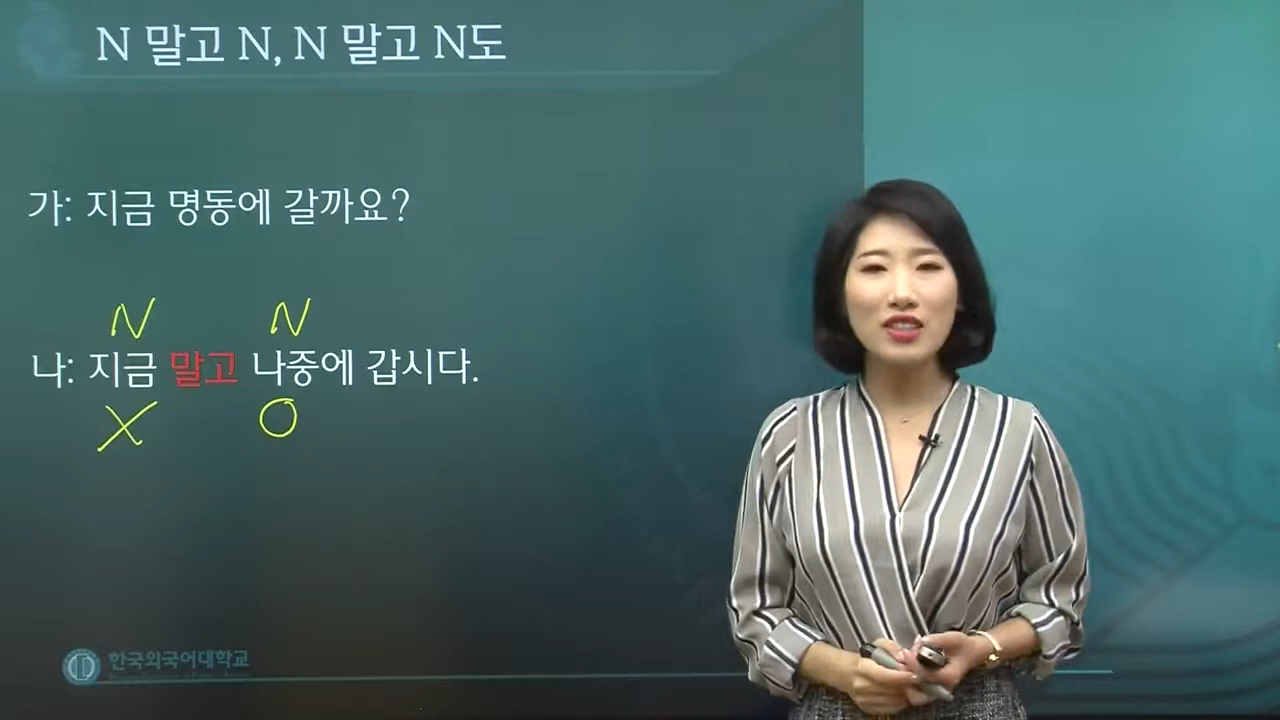 N 말고 N, N 말고 N도
가: 지금 명동에 갈까요?
N N
나: 지금 말고 나중에 갑시다.
X O
한국외국어대학교